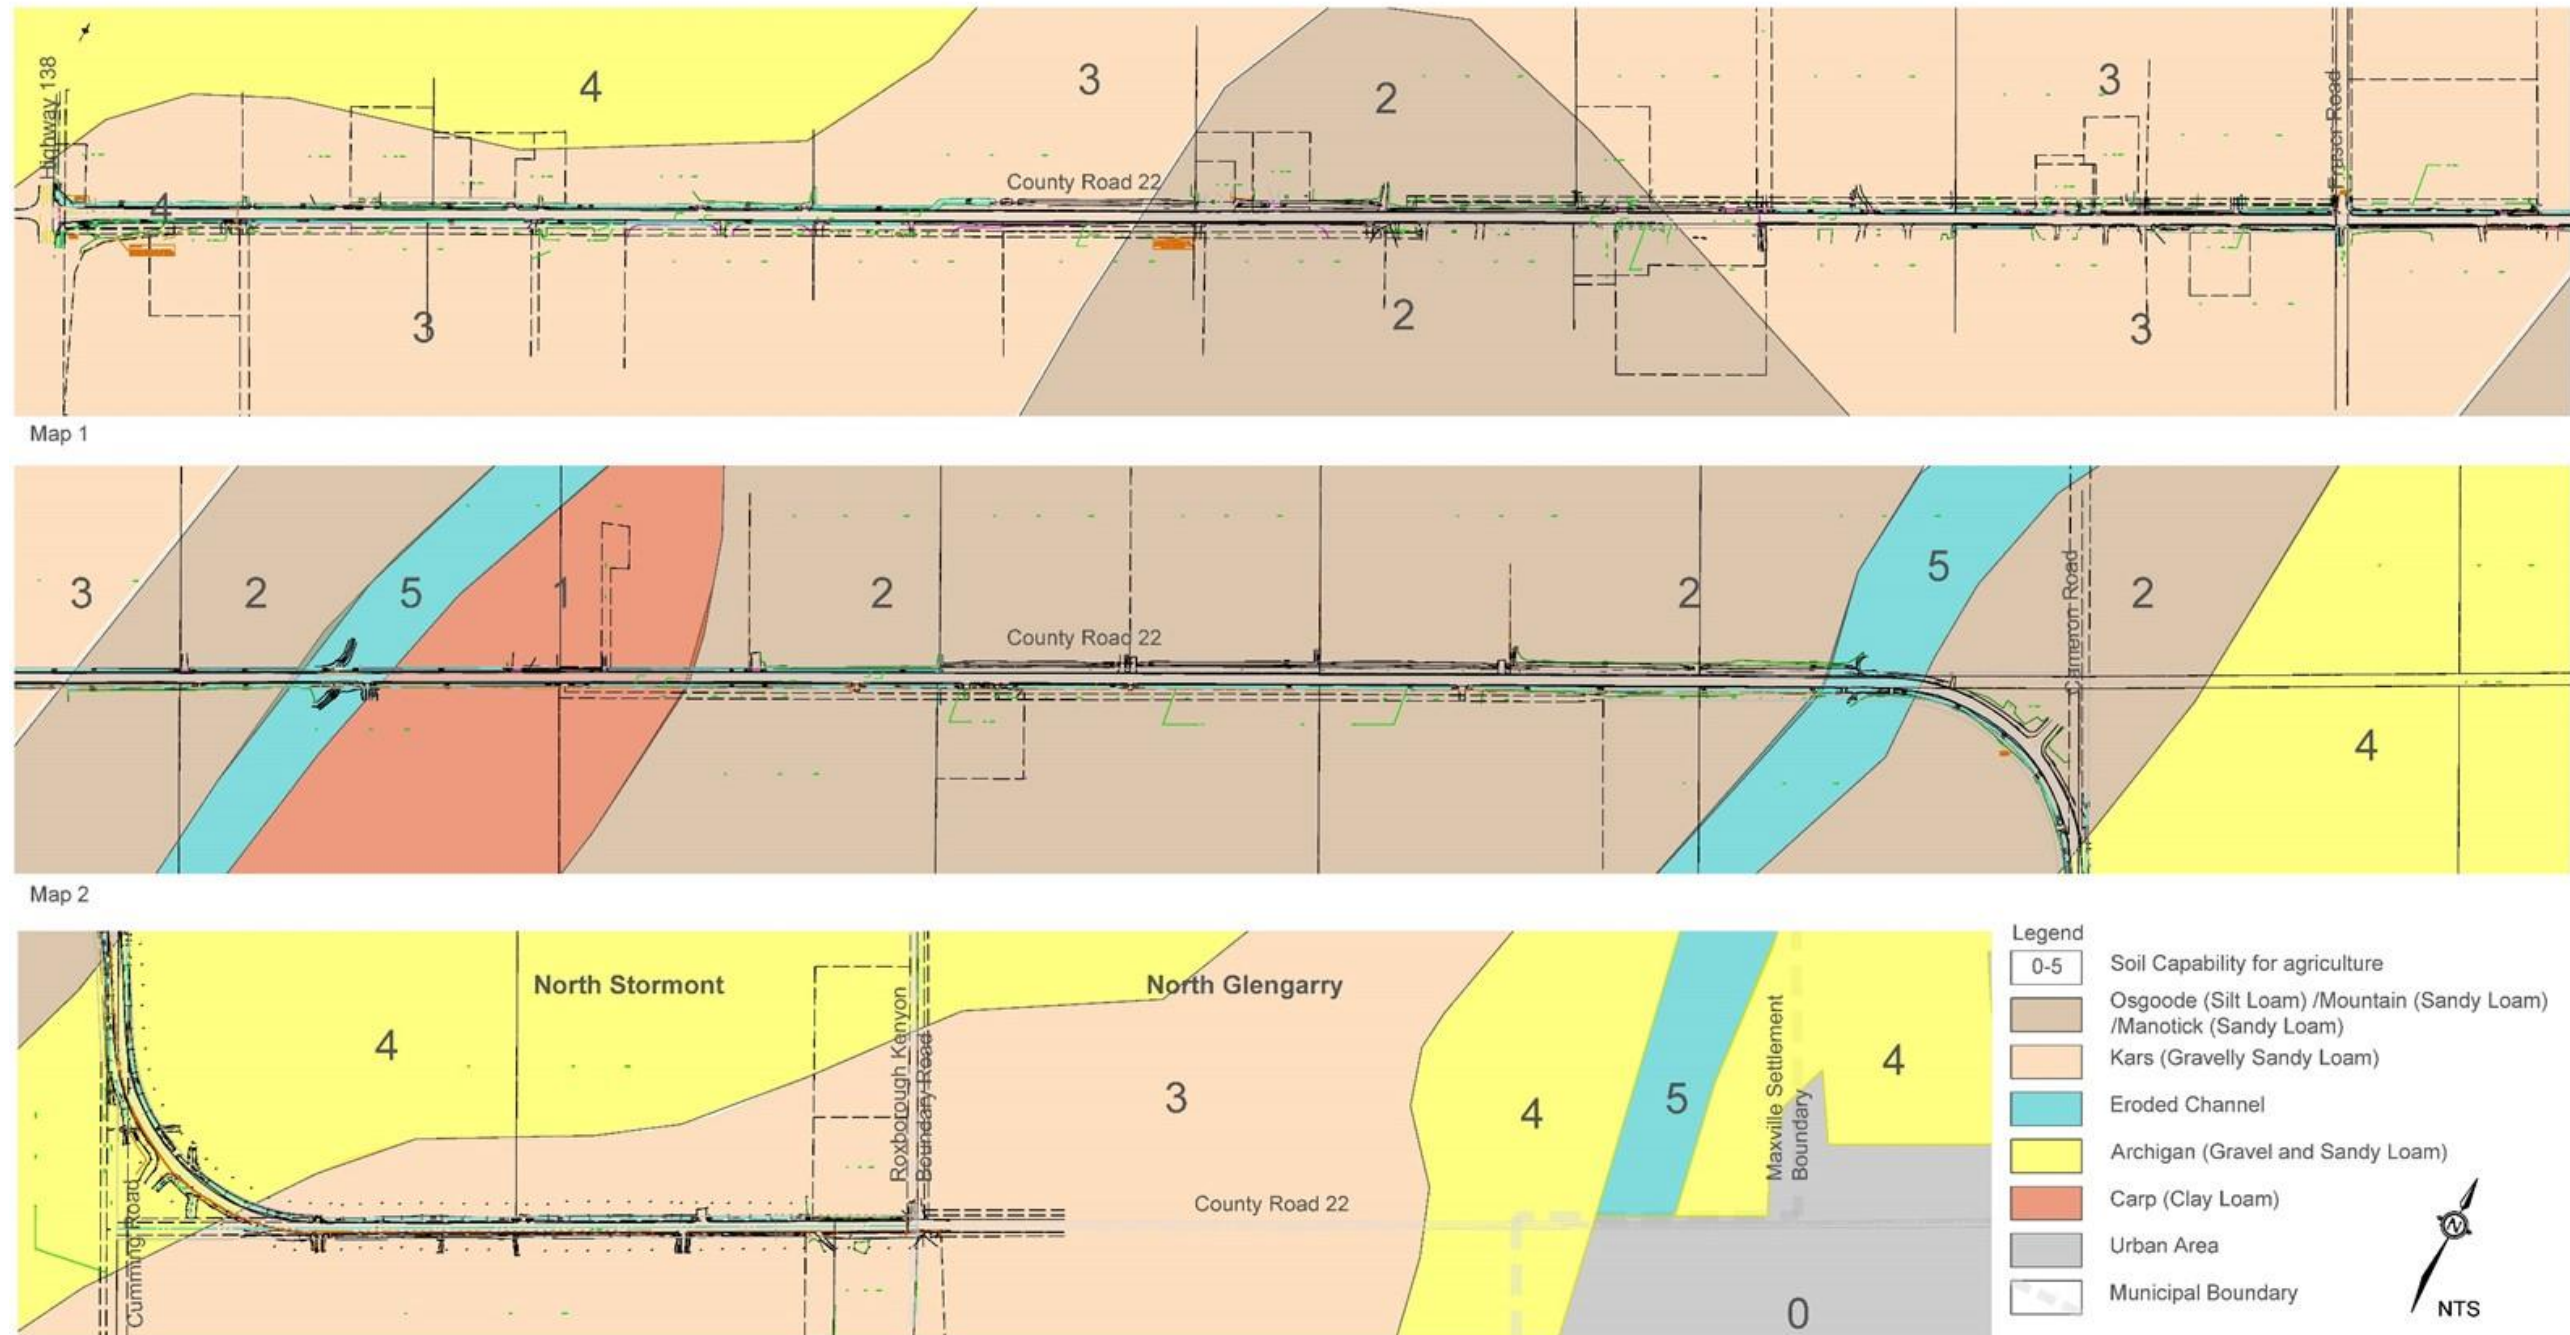 Highway 138
4
3
2
3
Fraser Road
County Road 22
4
3
2
3
Map 1
3
2
5
1
2
2
5
Cameron Road
2
County Road 22
4
Map 2
North Stormont
North Glengarry
4
Roxborough Kenyon
Boundary Road
3
4
5
Maxville Settlement
Boundary
4
County Road 22
Cumming Road
0
Legend
0-5
Soil Capability for agriculture
Osgoode (Silt Loam) /Mountain (Sandy Loam)
/Manotick (Sandy Loam)
Kars (Gravelly Sandy Loam)
Eroded Channel
Archigan (Gravel and Sandy Loam)
Carp (Clay Loam)
Urban Area
Municipal Boundary
N
NTS